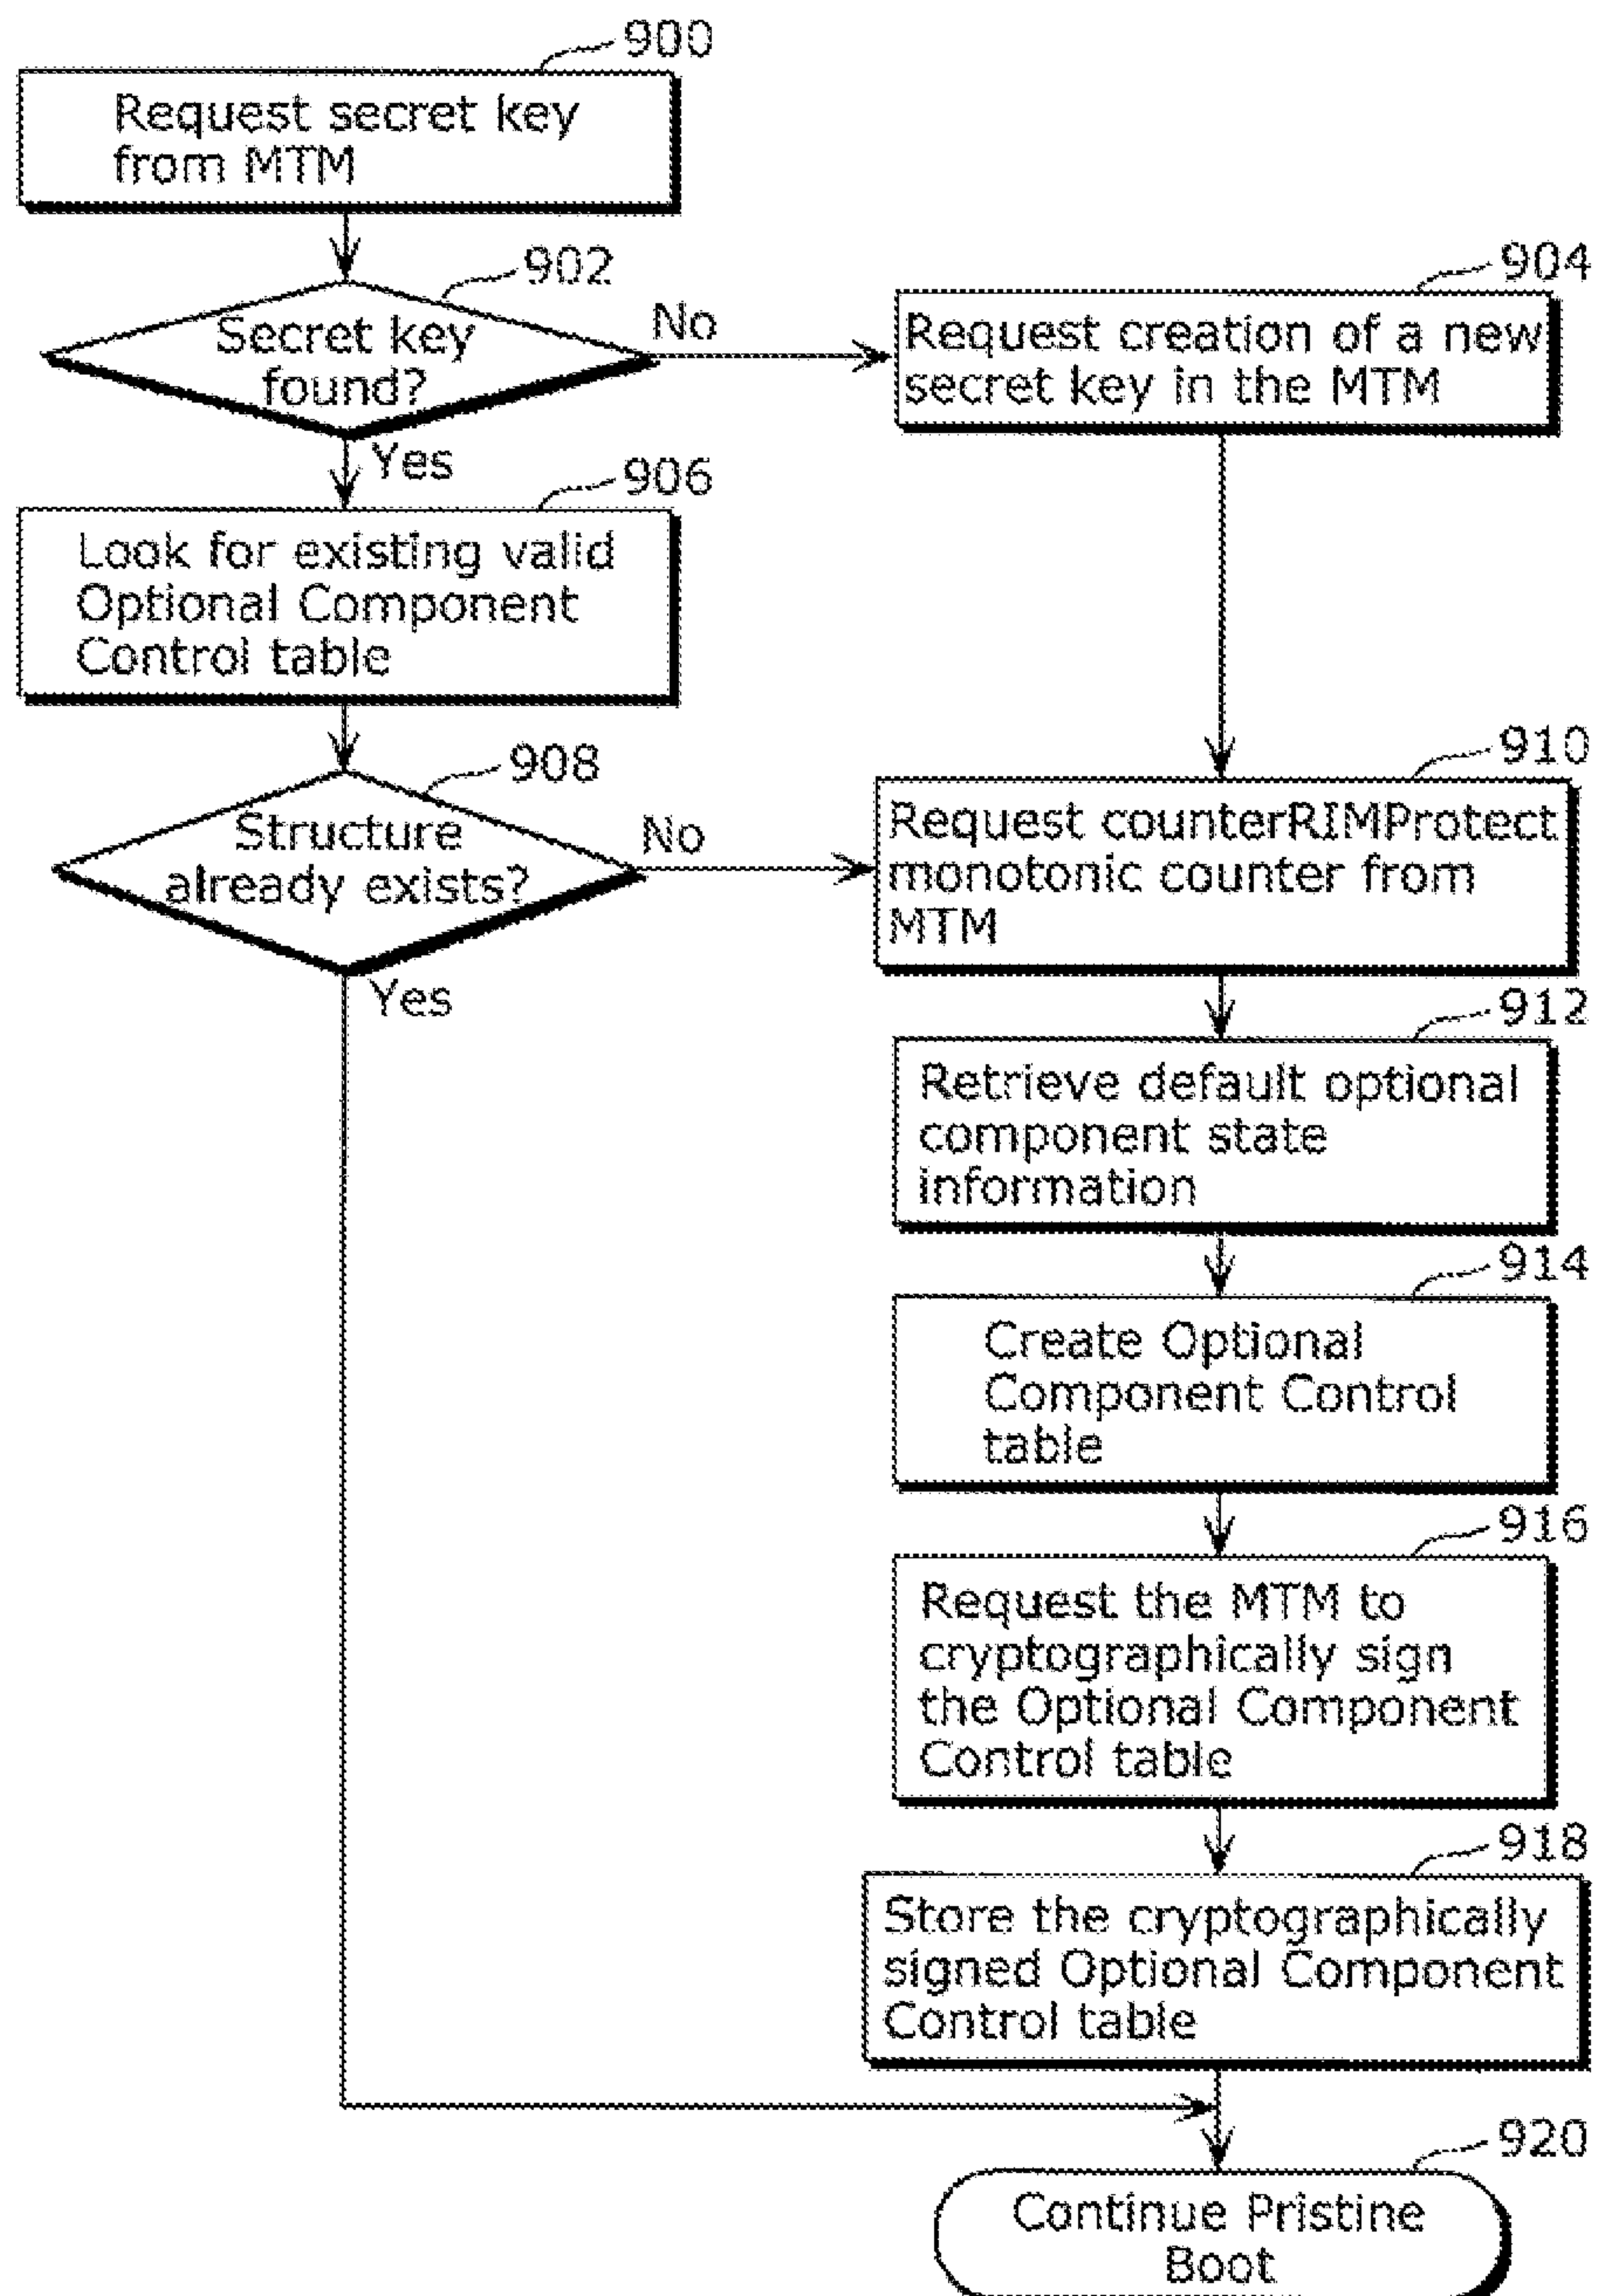 900
Request secret key
from MTM
902
Secret key
found?
No
Yes
904
Request creation of a new
secret key in the MTM
906
Look for existing valid
Optional Component
Control table
908
Structure
already exists?
No
Yes
910
Request counterRIMProtect
monotonic counter from
MTM
912
Retrieve default optional
component state
information
914
Create Optional
Component Control
table
916
Request the MTM to
cryptographically sign
the Optional Component
Control table
918
Store the cryptographically
signed Optional Component
Control table
920
Continue Pristine
Boot